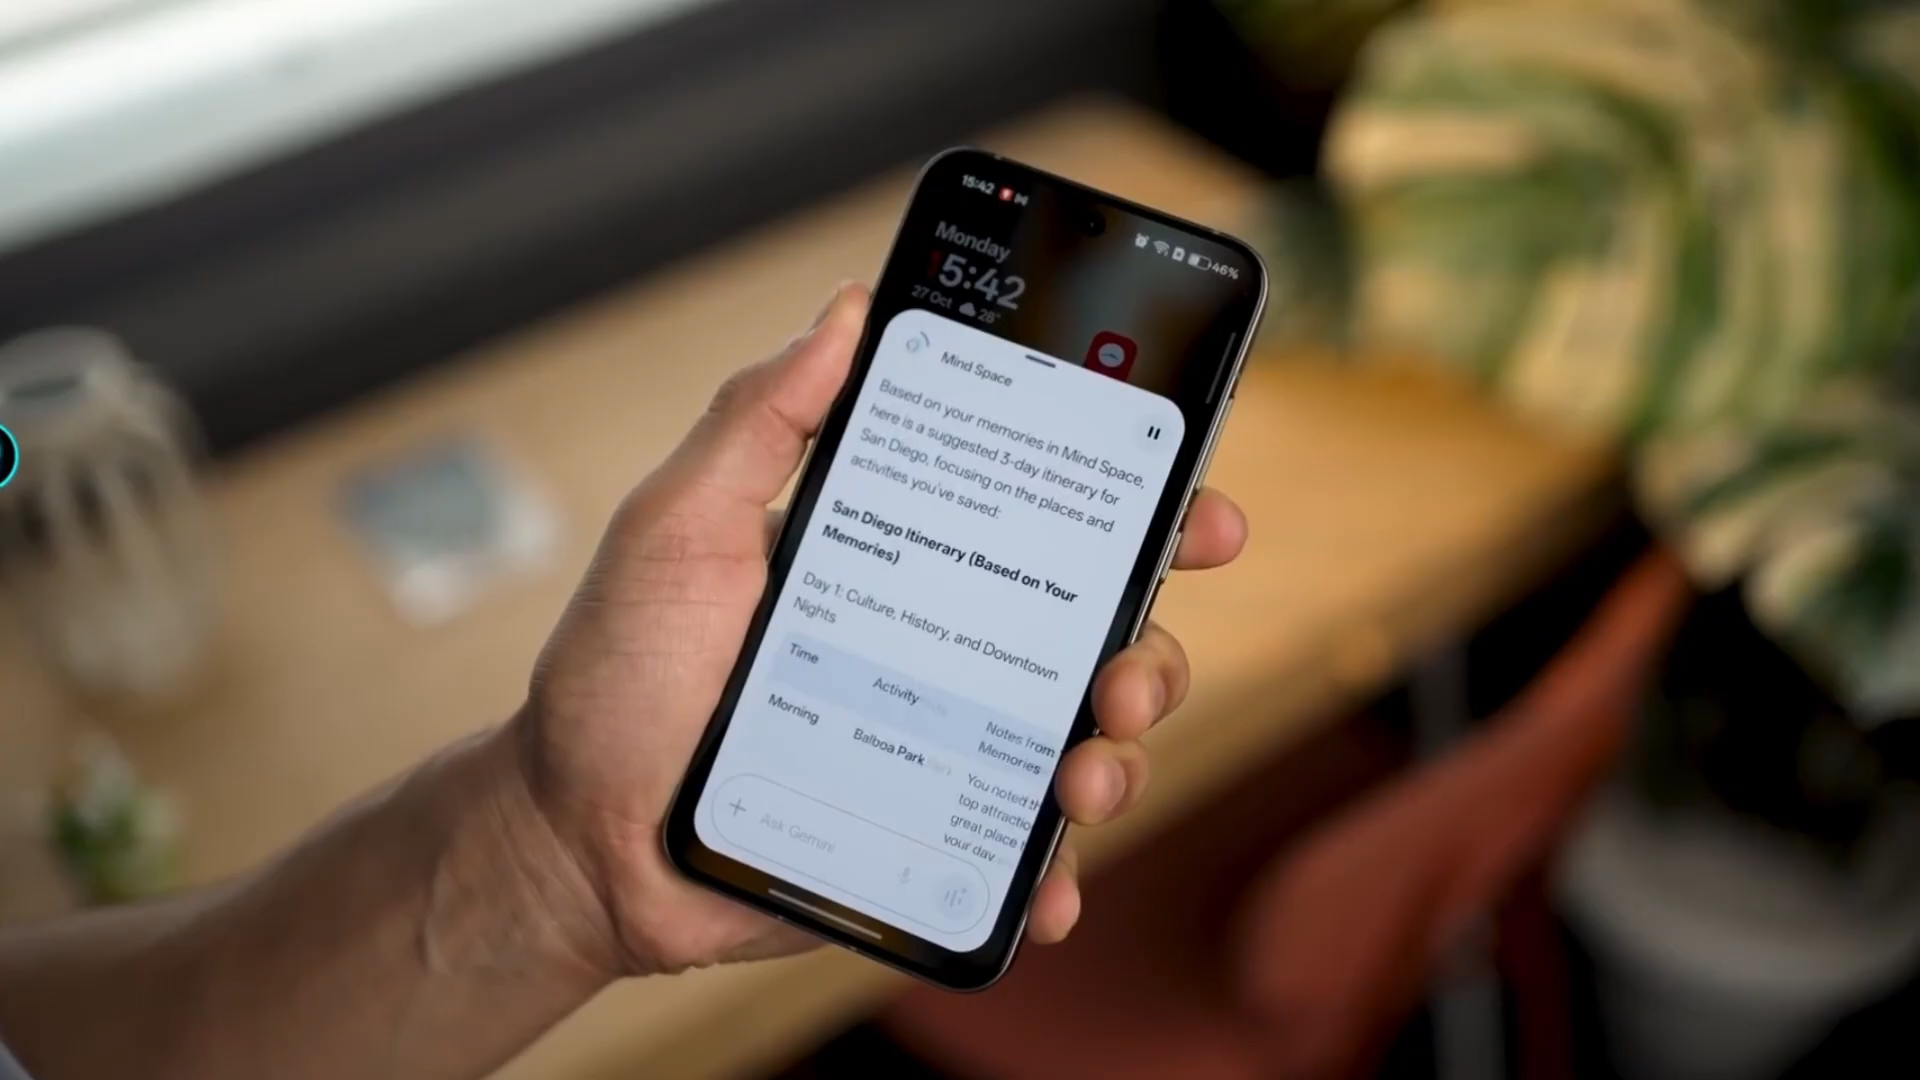 15:42
46%
Monday
15:42
27 Oct 28°
Mind Space
Based on your memories in Mind Space,
here is a suggested 3-day itinerary for
San Diego, focusing on the places and
activities you've saved:
San Diego Itinerary (Based on Your
Memories)
Day 1: Culture, History, and Downtown
Nights
Time
Activity
Notes from
Memories
Morning
Balboa Park
You noted th
top attractio
great place t
your day
Ask Gemini